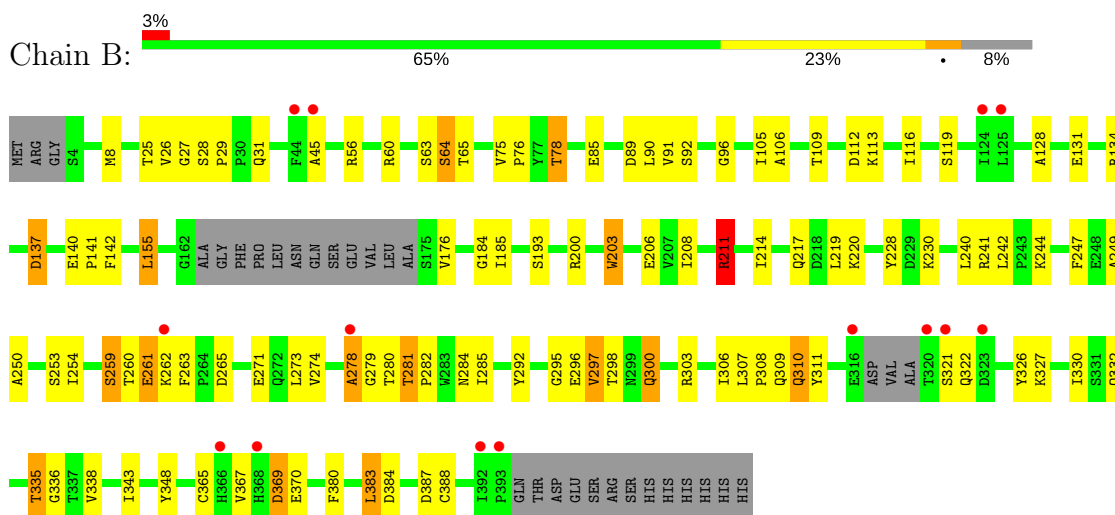 3%
Chain B:
65% 23% • 8%
MET ARG GLY S4 M8 T25 V26 G27 S28 P29 P30 Q31 F44 A45 R56 R60 S63 S64 T65 V75 P76 Y77 T78 E85 D89 L90 V91 S92 G96 I105 A106 T109 D112 K113 I116 S119 I124 L125 A128 E131
D137 E140 P141 F142 L155 G162 ALA GLY PHE PRO LEU ASN GLN SER GLU VAL LEU ALA S175 V176 G184 I185 S193 R200 W203 E206 V207 I208 R211 I214 Q217 D218 L219 K220 Y228 D229 K230 L240 R241 L242 P243 K244 F247 E248 A249
A250 S253 I254 S259 T260 E261 K262 F263 P264 D265 E271 Q272 L273 V274 A278 G279 T280 T281 P282 W283 N284 I285 Y292 G295 E296 V297 T298 N299 Q300 R303 I306 L307 P308 Q309 Q310 Y311 E316 ASP VAL ALA T320 S321 Q322 D323 Y326 K327 I330 S331
T335 G336 T337 V338 I343 Y348 C365 H366 V367 H368 D369 E370 F380 L383 D384 D387 C388 I392 P393 GLN THR ASP GLU SER ARG SER HIS HIS HIS HIS HIS HIS